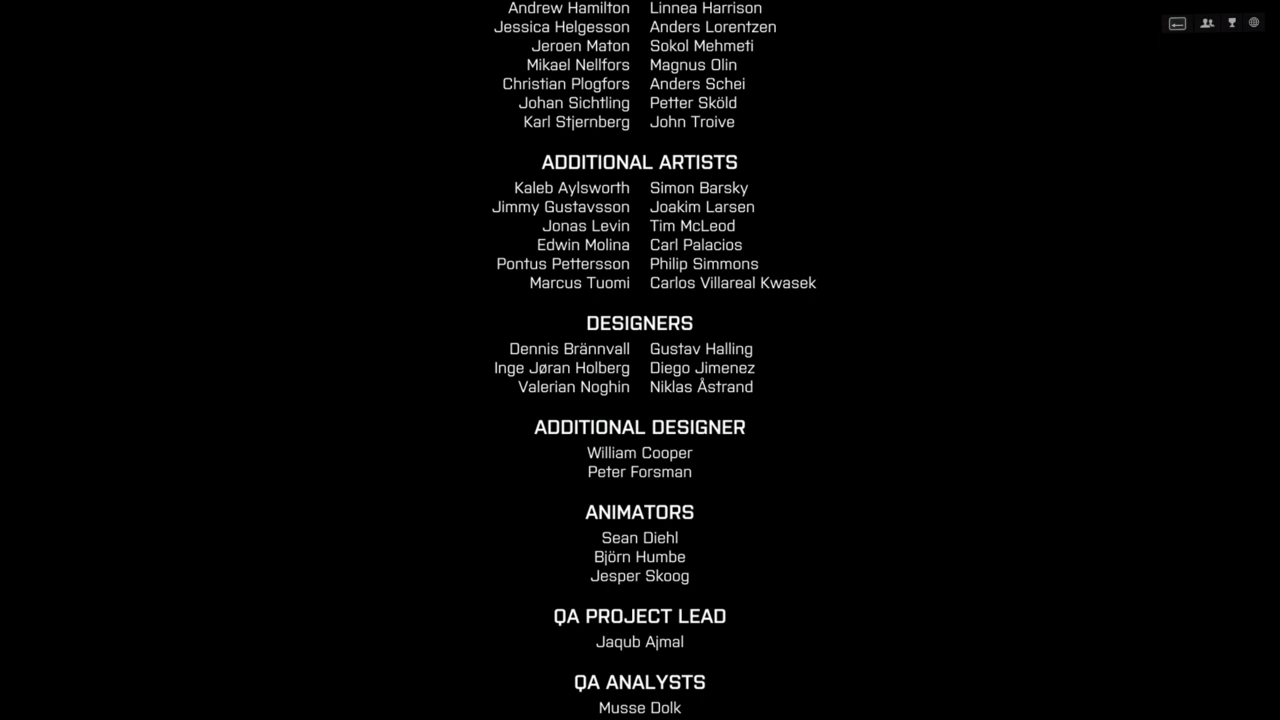 Andrew Hamilton Linnea Harrison
Jessica Helgesson Anders Lorentzen
Jeroen Maton Sokol Mehmeti
Mikael Nellfors Magnus Olin
Christian Plogfors Anders Schei
Johan Sichtling Petter Sköld
Karl Stjernberg John Troive
ADDITIONAL ARTISTS
Kaleb Aylsworth Simon Barsky
Jimmy Gustavsson Joakim Larsen
Jonas Levin Tim McLeod
Edwin Molina Carl Palacios
Pontus Pettersson Philip Simmons
Marcus Tuomi Carlos Villareal Kwasek
DESIGNERS
Dennis Brännvall Gustav Halling
Inge Jøran Holberg Diego Jimenez
Valerian Noghin Niklas Åstrand
ADDITIONAL DESIGNER
William Cooper
Peter Forsman
ANIMATORS
Sean Diehl
Björn Humbe
Jesper Skoog
QA PROJECT LEAD
Jaqub Ajmal
QA ANALYSTS
Musse Dolk